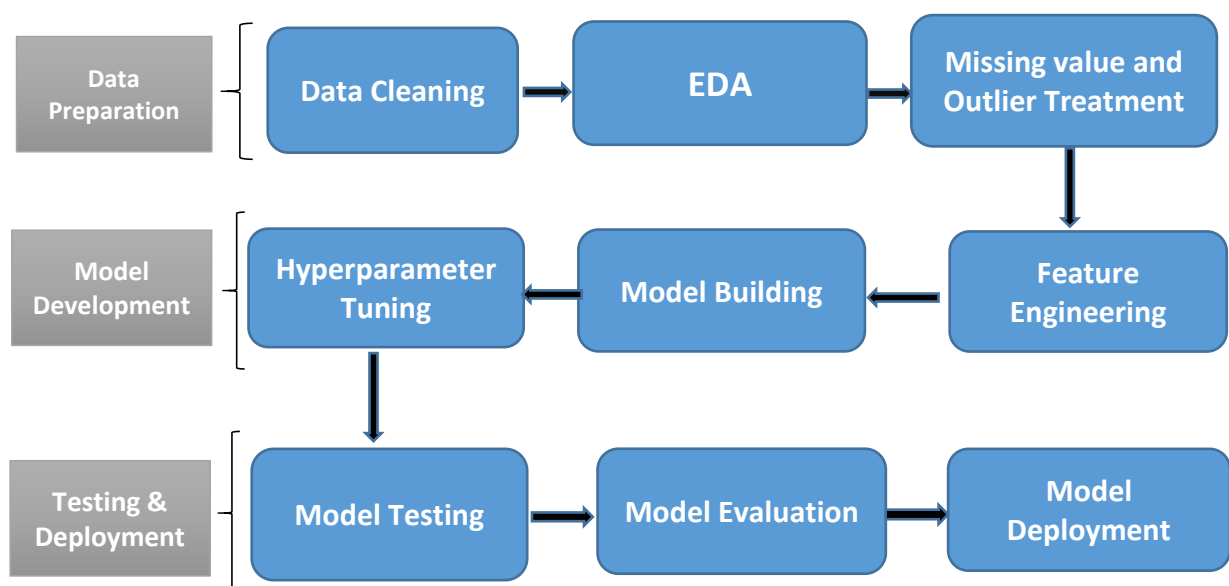 Data
Preparation
Data Cleaning
EDA
Missing value and
Outlier Treatment
Model
Development
Hyperparameter
Tuning
Model Building
Feature
Engineering
Testing &
Deployment
Model Testing
Model Evaluation
Model
Deployment